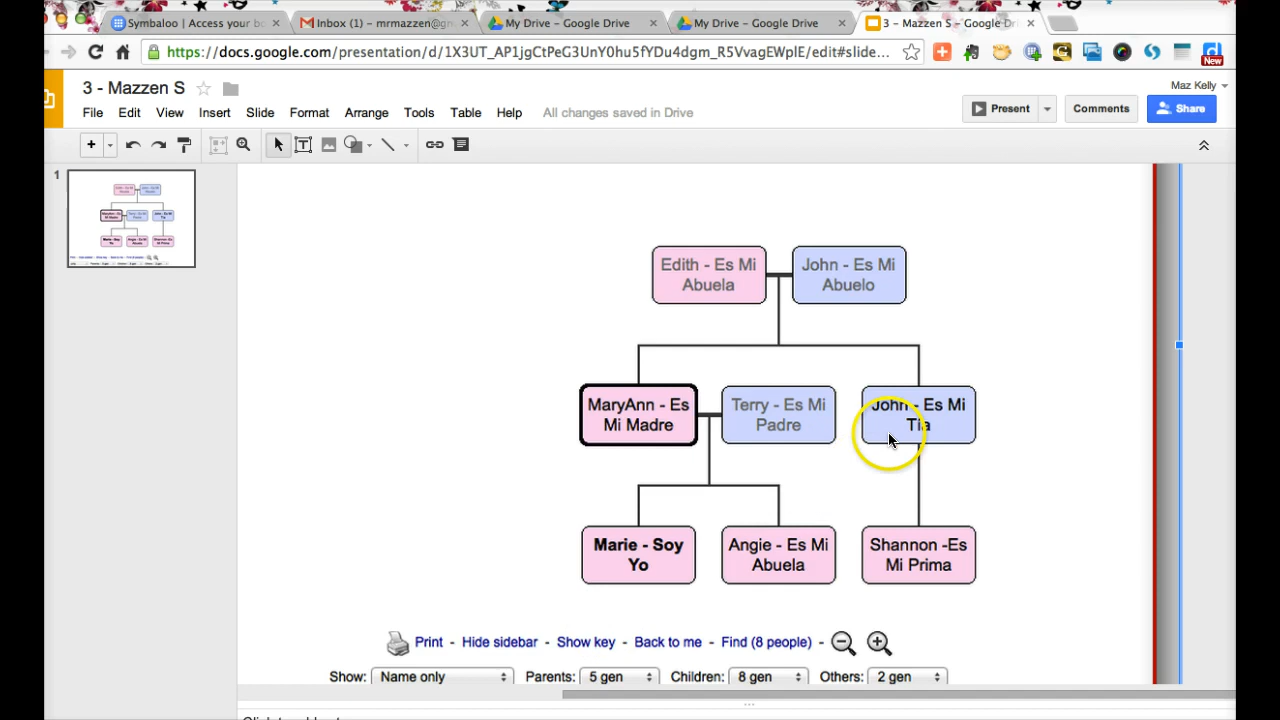 Symbaloo | Access your bo
Inbox (1) – mrmazzen@gm
My Drive – Google Drive
My Drive – Google Drive
3 – Mazzen S – Google Dri
https://docs.google.com/presentation/d/1X3UT_AP1jgCtPeG3UnY0hu5fYDu4dgm_R5VvagEWplE/edit#slide...
New
3 - Mazzen S
Maz Kelly
File Edit View Insert Slide Format Arrange Tools Table Help All changes saved in Drive
Present
Comments
Share
1
Edith - Es Mi
Abuela
John - Es Mi
Abuelo
MaryAnn - Es
Mi Madre
Terry - Es Mi
Padre
John - Es Mi
Tia
Marie - Soy
Yo
Angie - Es Mi
Abuela
Shannon -Es
Mi Prima
Print - Hide sidebar - Show key - Back to me - Find (8 people) -
Show: Name only Parents: 5 gen Children: 8 gen Others: 2 gen